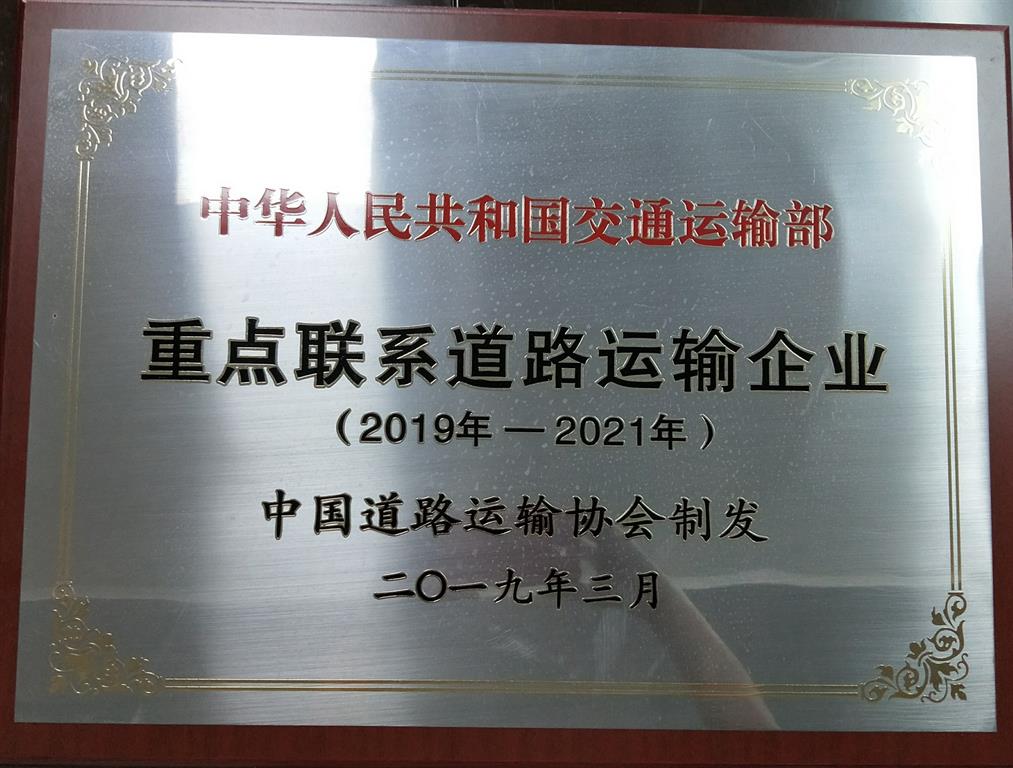 中华人民共和国交通运输部
重点联系道路运输企业
（2019年－2021年）
中国道路运输协会制发
二〇一九年三月